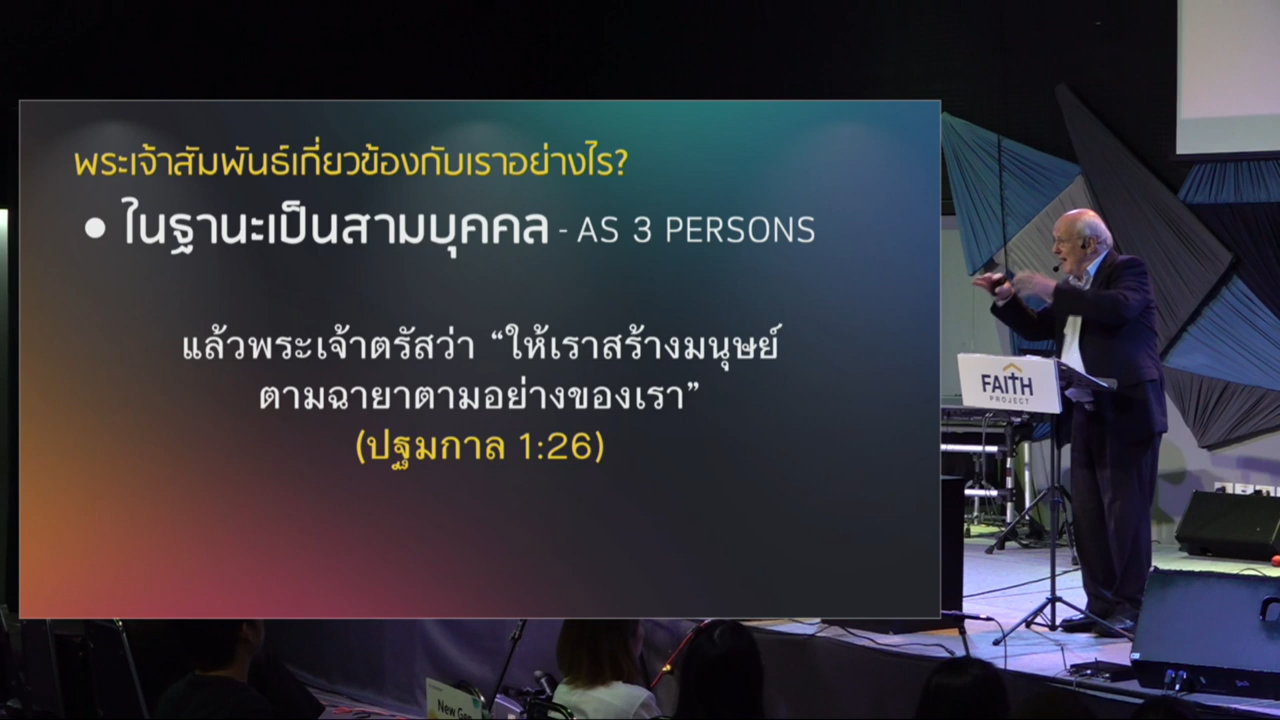 พระเจ้าสัมพันธ์เกี่ยวข้องกับเราอย่างไร?
● ในฐานะเป็นสามบุคคล - AS 3 PERSONS
แล้วพระเจ้าตรัสว่า “ให้เราสร้างมนุษย์
ตามฉายาตามอย่างของเรา”
(ปฐมกาล 1:26)
FAITH
PROJECT
New Gen